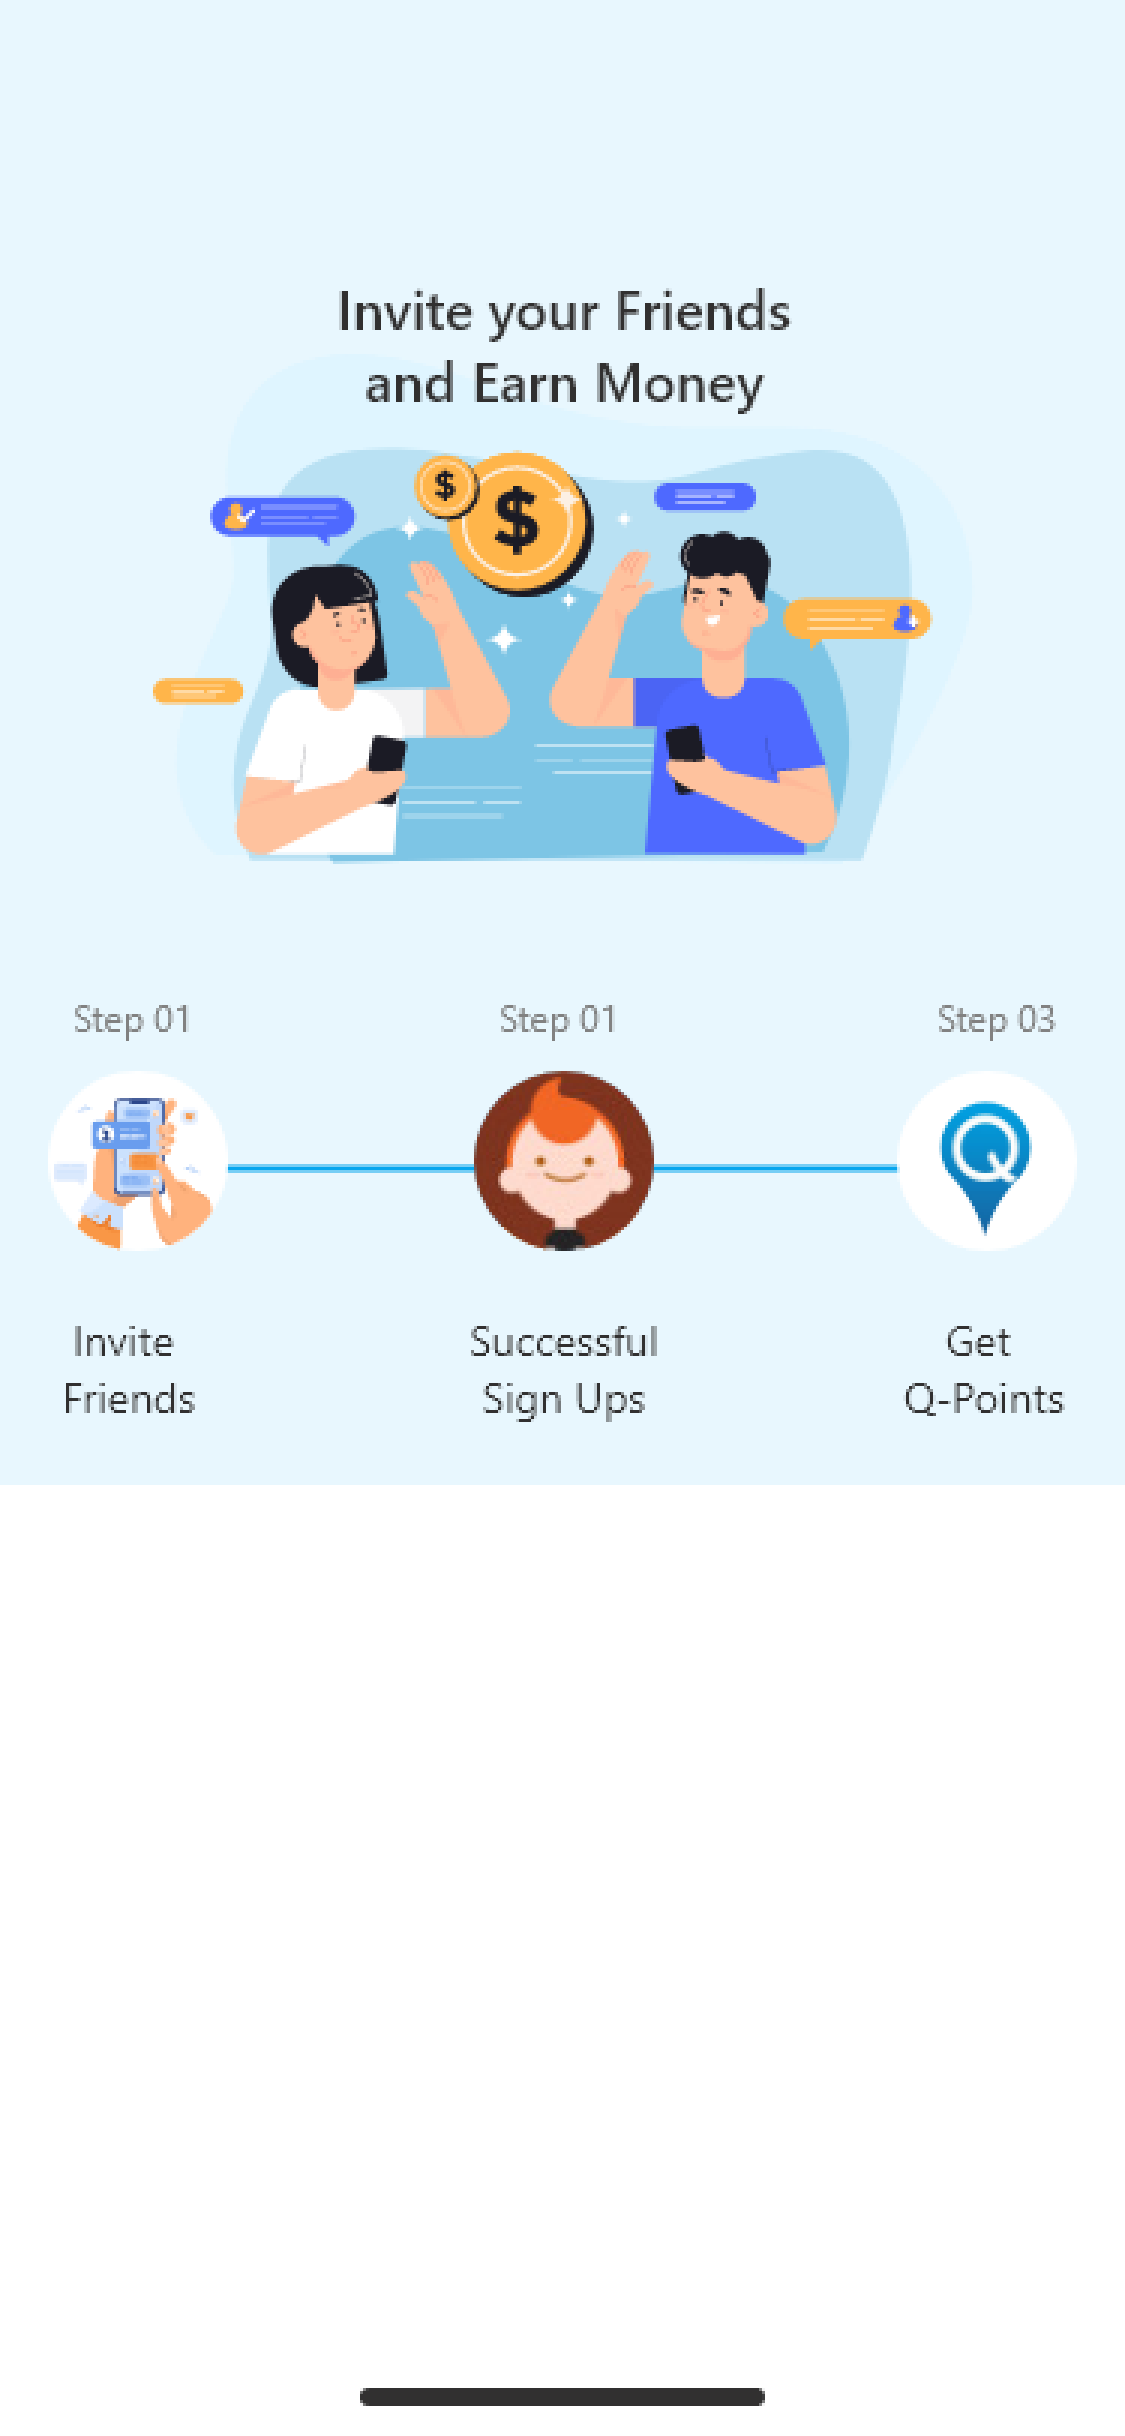 Invite your Friends
and Earn Money
$
$
Step 01
Step 01
Step 03
1
Q
Invite
Friends
Successful
Sign Ups
Get
Q-Points